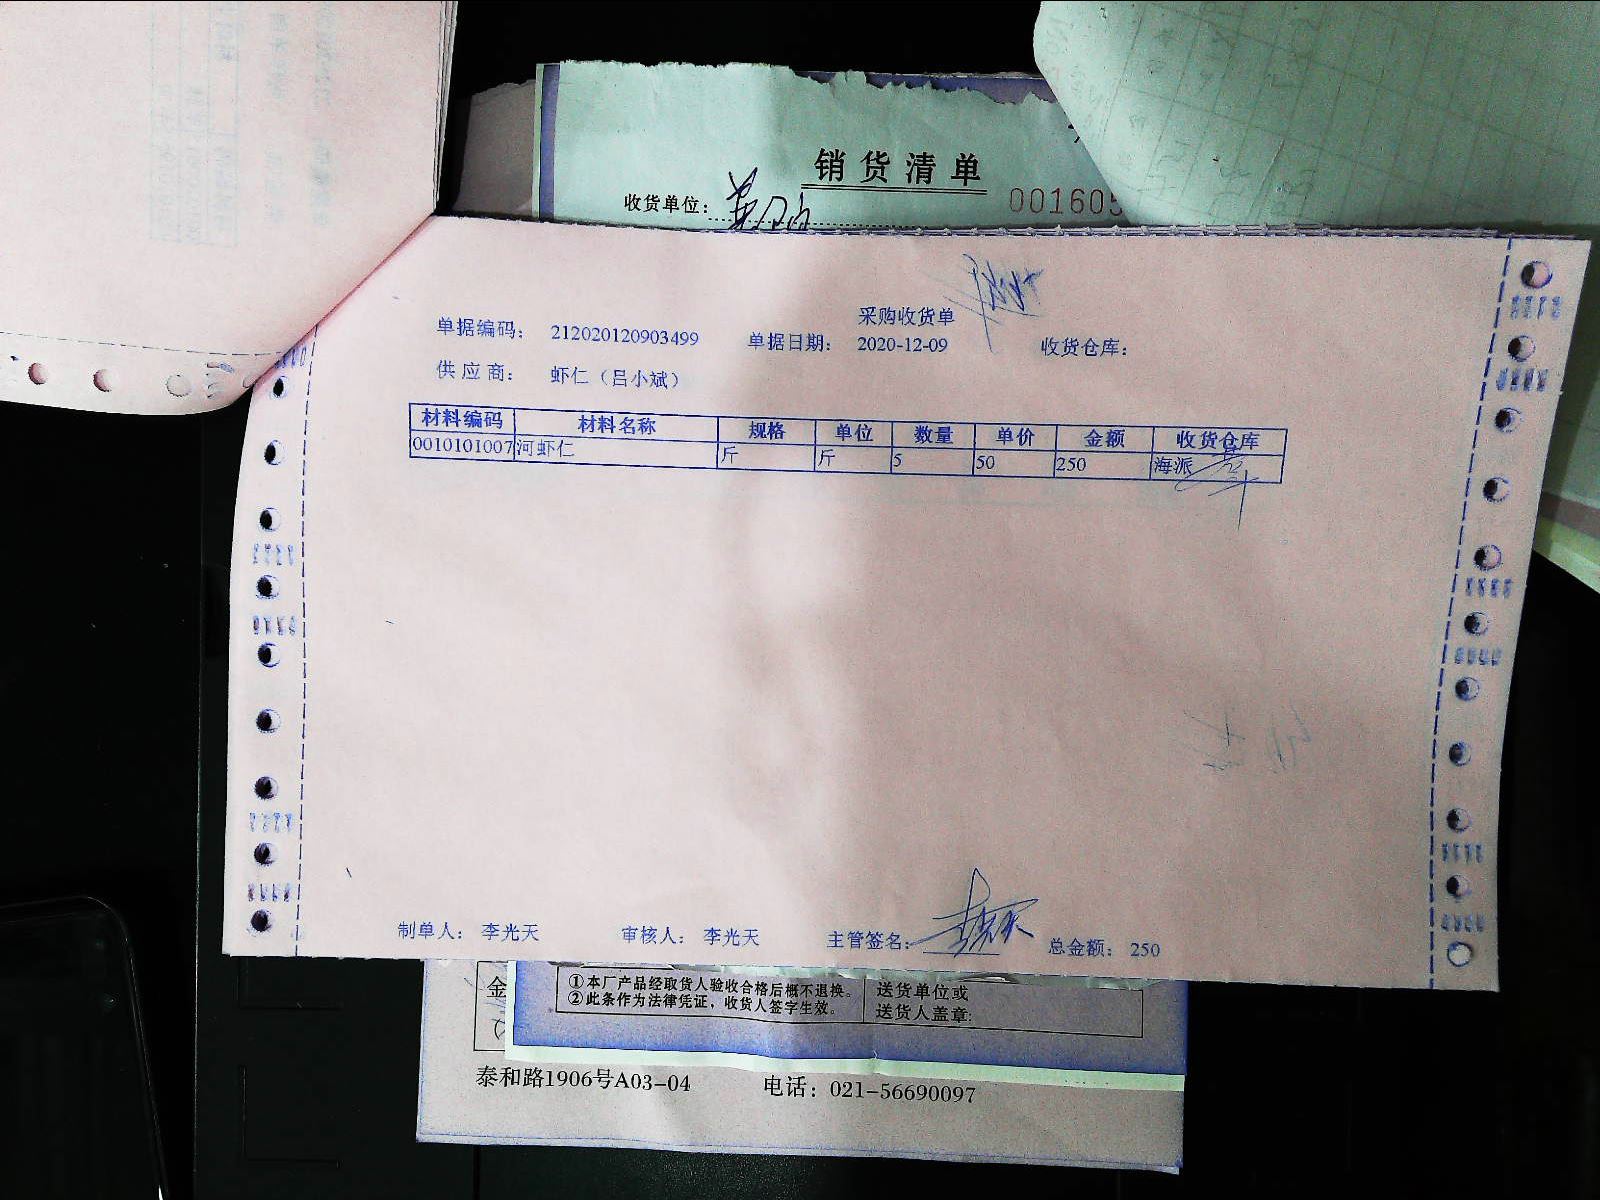 销货清单
收货单位：
001605
采购收货单
单据编码： 212020120903499 单据日期： 2020-12-09 收货仓库：
供应商： 虾仁（吕小斌）
材料编码 材料名称 规格 单位 数量 单价 金额 收货仓库
0010101007 河虾仁 斤 斤 5 50 250 海派
制单人： 李光天 审核人： 李光天 主管签名： 李光天 总金额： 250
金
①本厂产品经取货人验收合格后概不退换。 送货单位或
②此条作为法律凭证，收货人签字生效。 送货人盖章:
泰和路1906号A03-04 电话：021-56690097